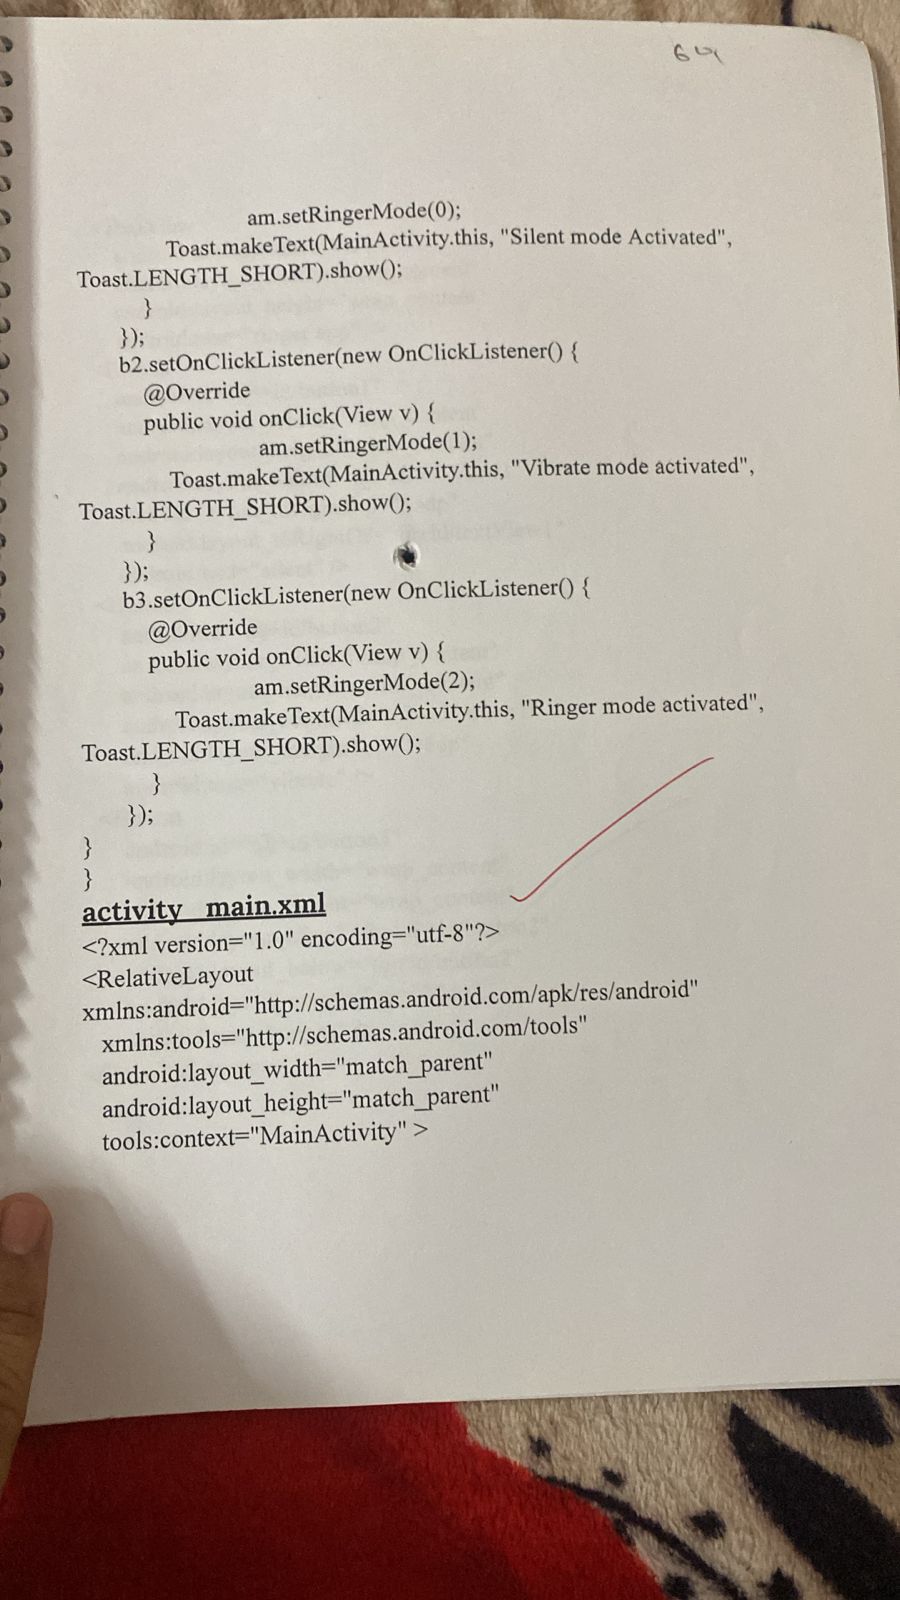 64
am.setRingerMode(0);
Toast.makeText(MainActivity.this, "Silent mode Activated",
Toast.LENGTH_SHORT).show();
}
});
b2.setOnClickListener(new OnClickListener() {
@Override
public void onClick(View v) {
am.setRingerMode(1);
Toast.makeText(MainActivity.this, "Vibrate mode activated",
Toast.LENGTH_SHORT).show();
}
});
b3.setOnClickListener(new OnClickListener() {
@Override
public void onClick(View v) {
am.setRingerMode(2);
Toast.makeText(MainActivity.this, "Ringer mode activated",
Toast.LENGTH_SHORT).show();
}
});
}
}
activity_main.xml
<?xml version="1.0" encoding="utf-8"?>
<RelativeLayout
xmlns:android="http://schemas.android.com/apk/res/android"
xmlns:tools="http://schemas.android.com/tools"
android:layout_width="match_parent"
android:layout_height="match_parent"
tools:context="MainActivity" >